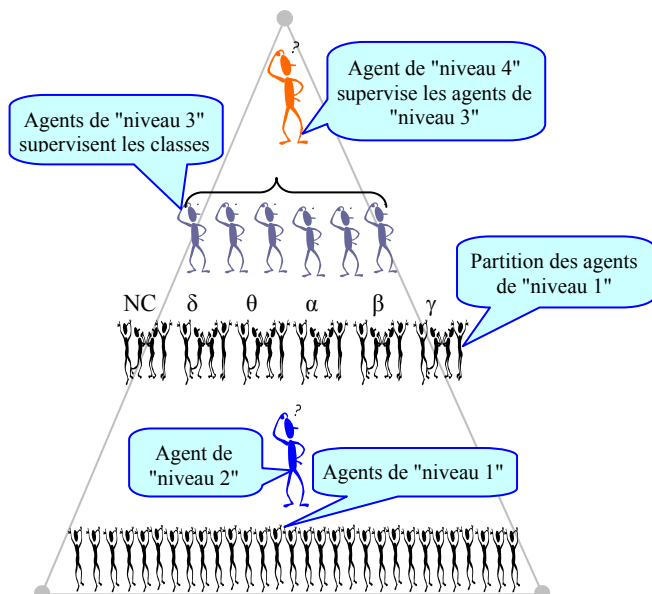 ?
Agent de "niveau 4"
supervise les agents de
"niveau 3"
Agents de "niveau 3"
supervisent les classes
Partition des agents
de "niveau 1"
NC δ θ α β γ
?
Agent de
"niveau 2"
Agents de "niveau 1"